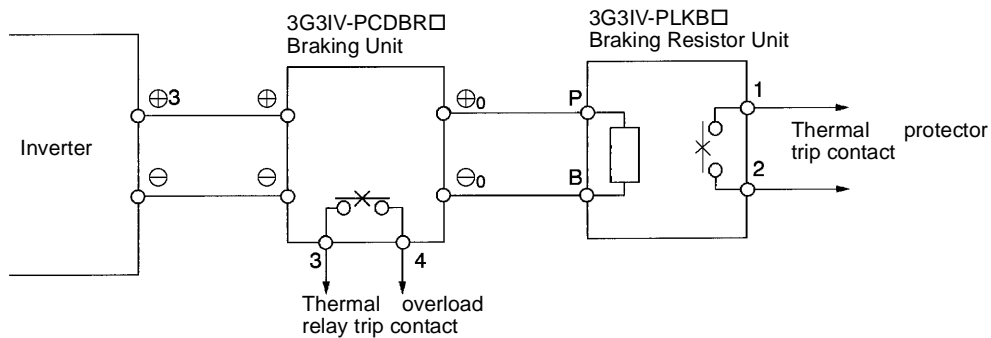 3G3IV-PCDBR□
Braking Unit
3G3IV-PLKB□
Braking Resistor Unit
⊕3
⊕
⊕0
P
1
Inverter
Thermal protector
trip contact
⊖
⊖
⊖0
B
2
3
4
Thermal overload
relay trip contact